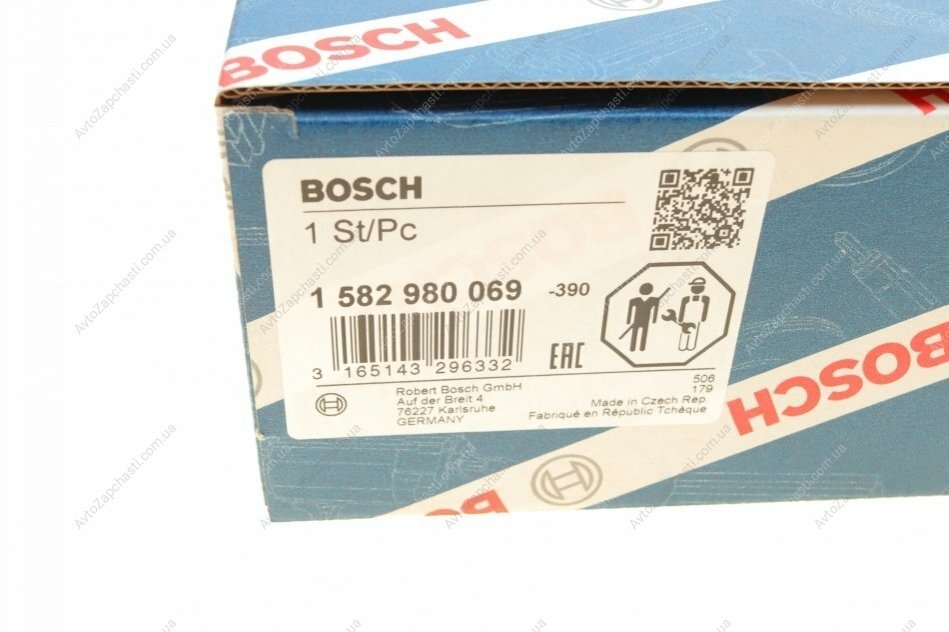 BOSCH
BOSCH
1 St/Pc
1 582 980 069 -390
3 165143 296332
EAC
Robert Bosch GmbH
Auf der Breit 4
76227 Karlsruhe
GERMANY
506
179
Made in Czech Rep.
Fabriqué en République Tchèque
BOSCH
AvtoZapchasti.com.ua